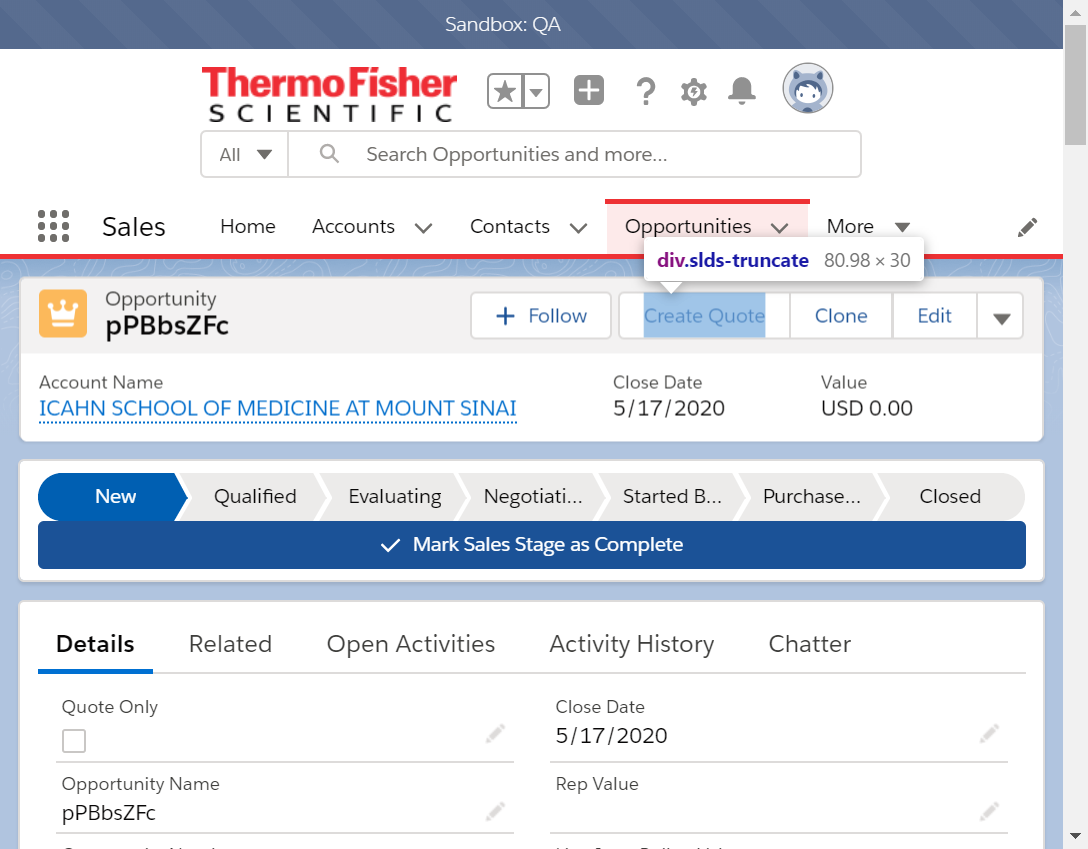 Sandbox: QA
ThermoFisher
SCIENTIFIC
All Search Opportunities and more...
Sales Home Accounts Contacts Opportunities More
div.slds-truncate 80.98 × 30
Opportunity
pPBbsZFc
Follow Create Quote Clone Edit
Account Name Close Date Value
ICAHN SCHOOL OF MEDICINE AT MOUNT SINAI 5/17/2020 USD 0.00
New Qualified Evaluating Negotiati... Started B... Purchase... Closed
Mark Sales Stage as Complete
Details Related Open Activities Activity History Chatter
Quote Only Close Date
5/17/2020
Opportunity Name Rep Value
pPBbsZFc